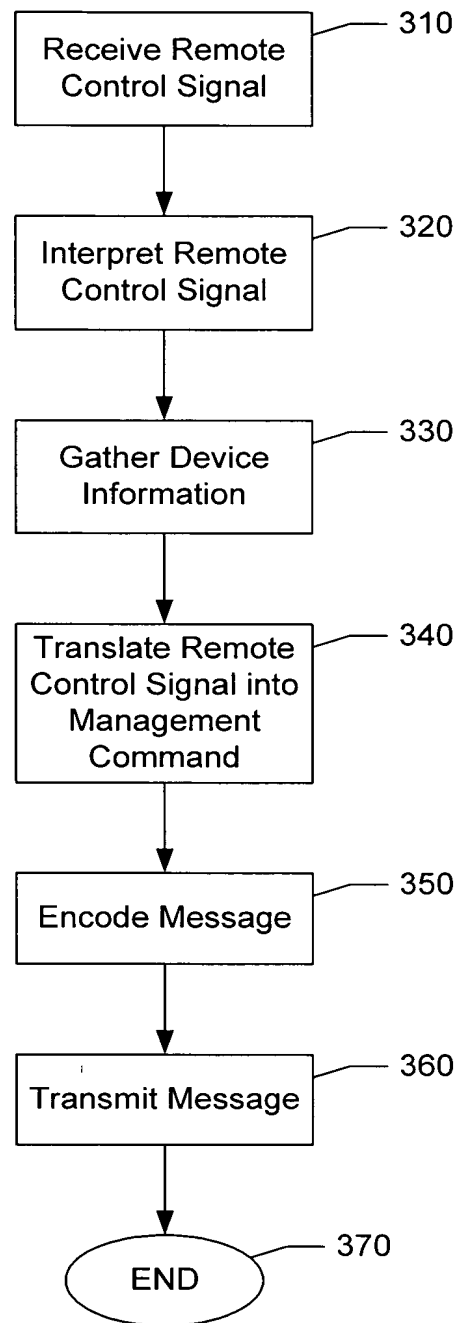 Receive Remote
Control Signal
310
Interpret Remote
Control Signal
320
Gather Device
Information
330
Translate Remote
Control Signal into
Management
Command
340
Encode Message
350
Transmit Message
360
END
370